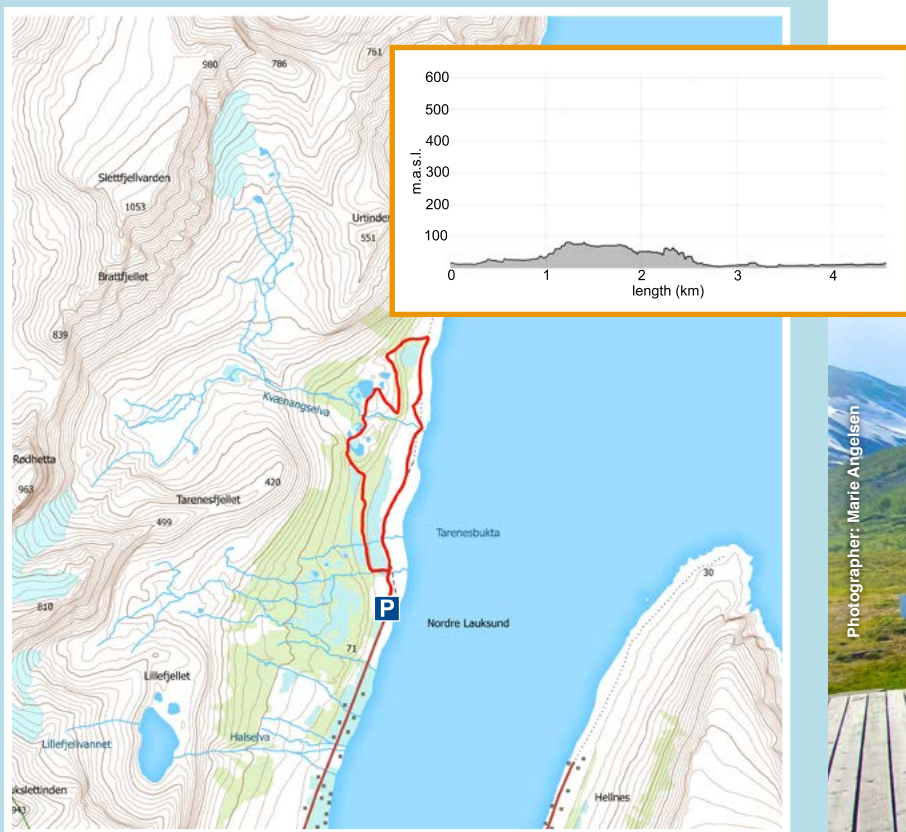 980
786
761
Slettfjellvarden
1053
Urtinden
551
Brattfjellet
839
Kvænangselva
Rødhetta
963
420
Tarenesfjellet
499
Tarenesbukta
30
810
P
Nordre Lauksund
71
Lillefjellet
Halselva
Lillefjellvannet
ukslettinden
943
Hellnes
600
500
400
300
200
100
m.a.s.l.
0 1 2 3 4
length (km)
Photographer: Marie Angelsen